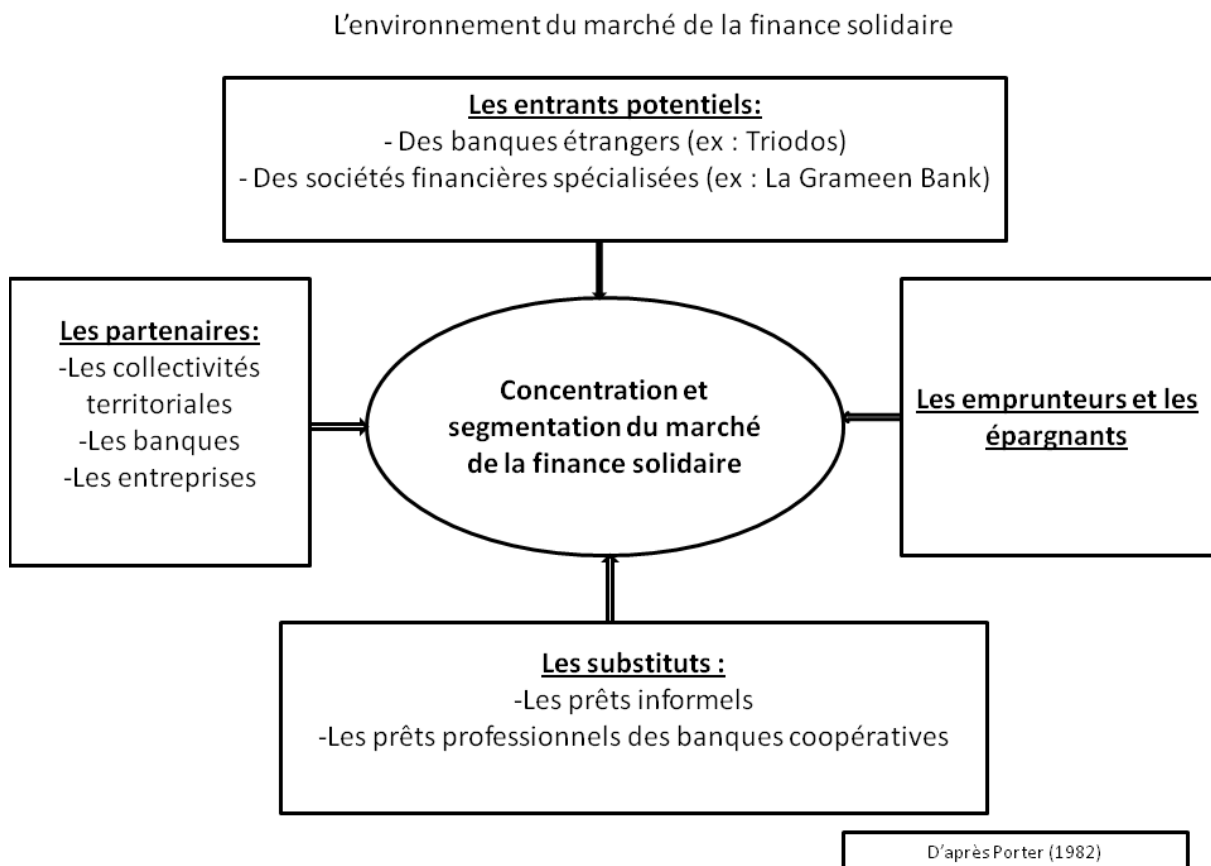 L'environnement du marché de la finance solidaire
Les entrants potentiels:
- Des banques étrangers (ex : Triodos)
- Des sociétés financières spécialisées (ex : La Grameen Bank)
Les partenaires:
-Les collectivités
territoriales
-Les banques
-Les entreprises
Concentration et
segmentation du marché
de la finance solidaire
Les emprunteurs et les
épargnants
Les substituts :
-Les prêts informels
-Les prêts professionnels des banques coopératives
D'après Porter (1982)